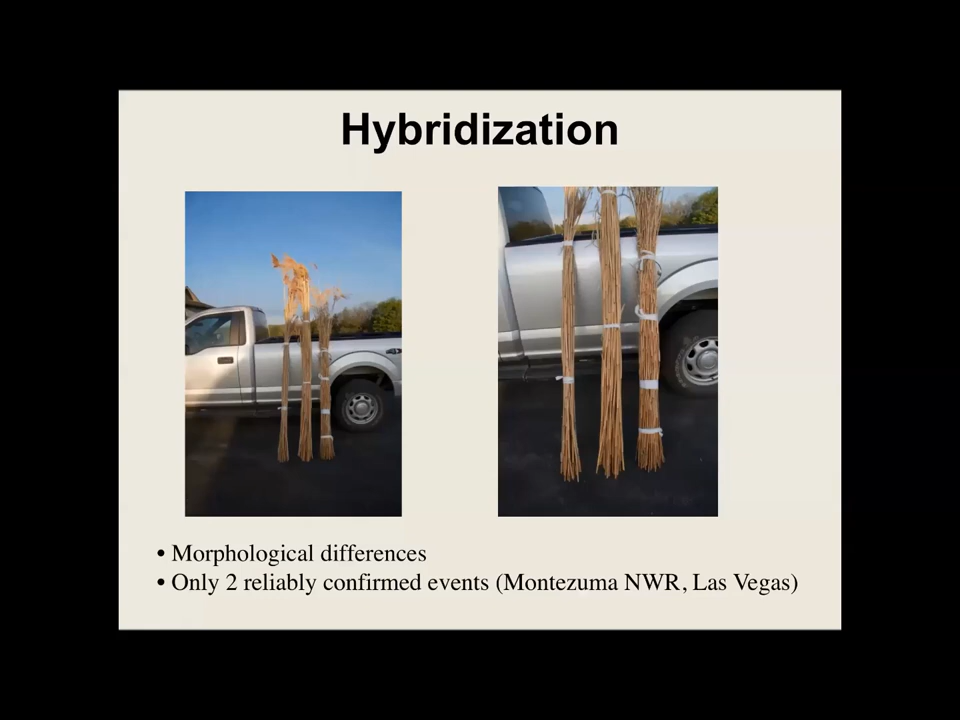 Hybridization
• Morphological differences
• Only 2 reliably confirmed events (Montezuma NWR, Las Vegas)